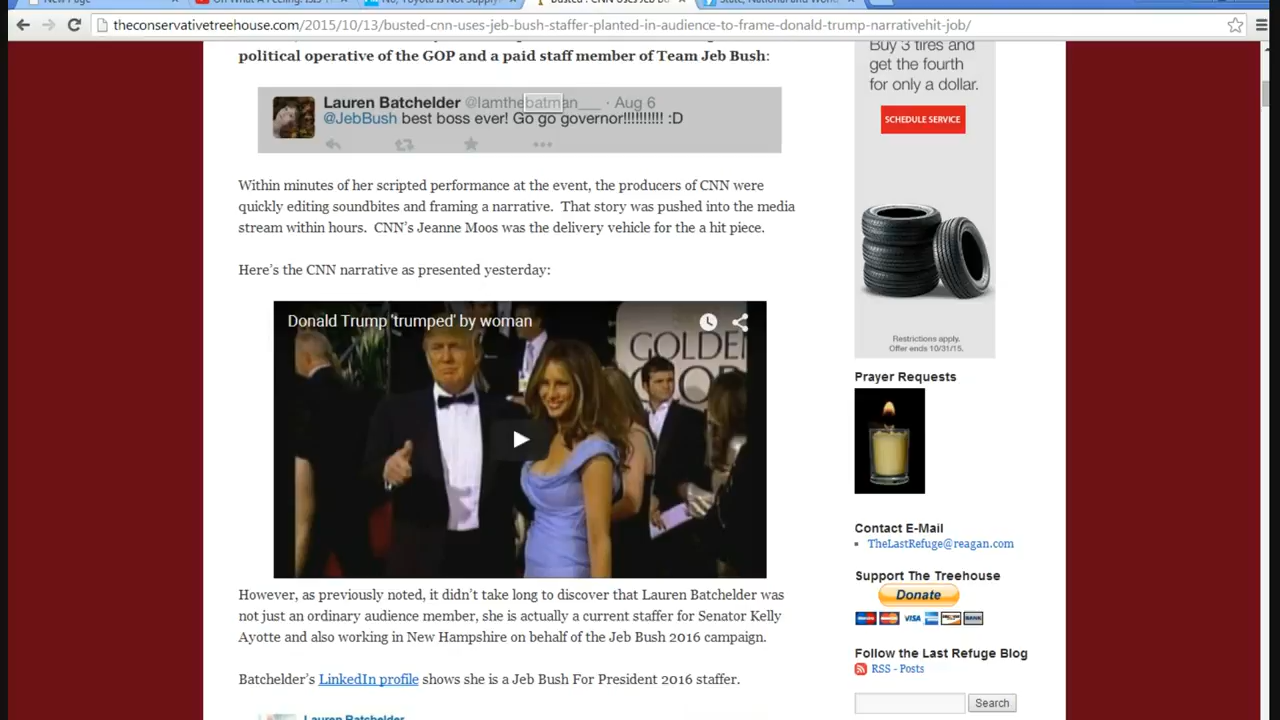 New Page
theconservativetreehouse.com/2015/10/13/busted-cnn-uses-jeb-bush-staffer-planted-in-audience-to-frame-donald-trump-narrativehit-job/
political operative of the GOP and a paid staff member of Team Jeb Bush:
Lauren Batchelder @Iamthebatman___ · Aug 6
@JebBush best boss ever! Go go governor!!!!!!!!!! :D
Within minutes of her scripted performance at the event, the producers of CNN were
quickly editing soundbites and framing a narrative. That story was pushed into the media
stream within hours. CNN's Jeanne Moos was the delivery vehicle for the a hit piece.
Here's the CNN narrative as presented yesterday:
Donald Trump 'trumped' by woman
GOLDEN
However, as previously noted, it didn't take long to discover that Lauren Batchelder was
not just an ordinary audience member, she is actually a current staffer for Senator Kelly
Ayotte and also working in New Hampshire on behalf of the Jeb Bush 2016 campaign.
Batchelder's LinkedIn profile shows she is a Jeb Bush For President 2016 staffer.
Lauren Batchelder
Buy 3 tires and
get the fourth
for only a dollar.
SCHEDULE SERVICE
Restrictions apply.
Offer ends 10/31/15.
Prayer Requests
Contact E-Mail
TheLastRefuge@reagan.com
Support The Treehouse
Donate
VISA
Follow the Last Refuge Blog
RSS - Posts
Search